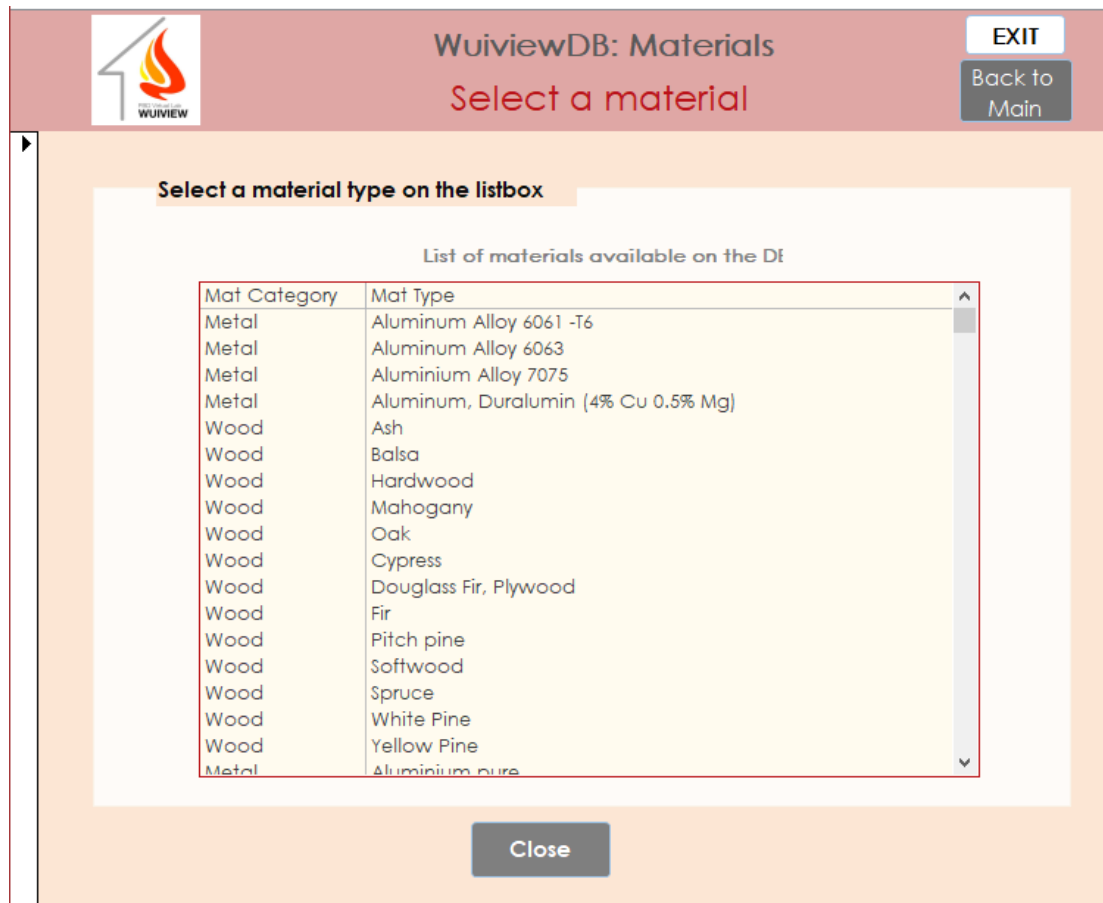 WuiviewDB: Materials
EXIT
Select a material
Back to
Main
WUIVIEW
Select a material type on the listbox
List of materials available on the DB
Mat Category Mat Type
Metal Aluminum Alloy 6061 -T6
Metal Aluminum Alloy 6063
Metal Aluminium Alloy 7075
Metal Aluminum, Duralumin (4% Cu 0.5% Mg)
Wood Ash
Wood Balsa
Wood Hardwood
Wood Mahogany
Wood Oak
Wood Cypress
Wood Douglass Fir, Plywood
Wood Fir
Wood Pitch pine
Wood Softwood
Wood Spruce
Wood White Pine
Wood Yellow Pine
Metal Aluminium pure
Close